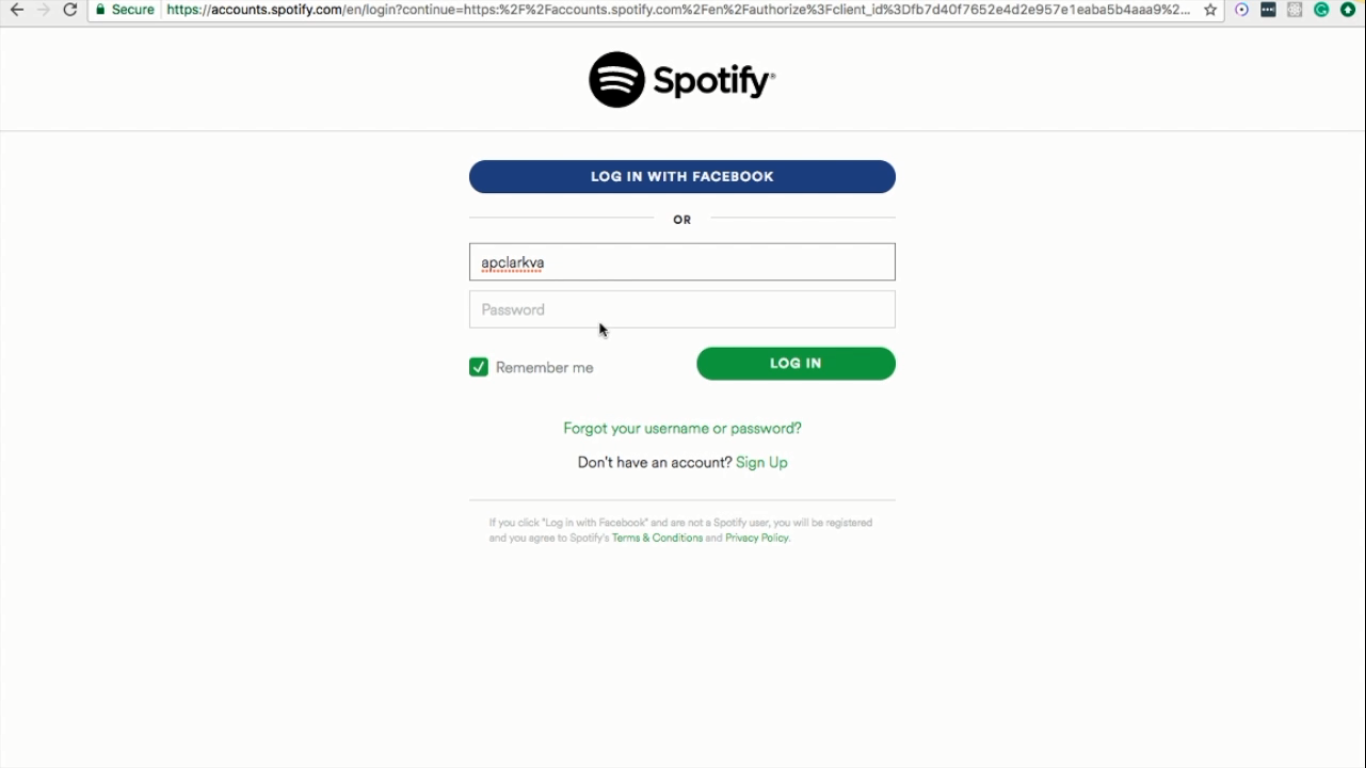 Secure https://accounts.spotify.com/en/login?continue=https:%2F%2Faccounts.spotify.com%2Fen%2Fauthorize%3Fclient_id%3Dfb7d40f7652e4d2e957e1eaba5b4aaa9%2...
Spotify®
LOG IN WITH FACEBOOK
OR
apclarkva
Password
Remember me LOG IN
Forgot your username or password?
Don't have an account? Sign Up
If you click "Log in with Facebook" and are not a Spotify user, you will be registered
and you agree to Spotify's Terms & Conditions and Privacy Policy.